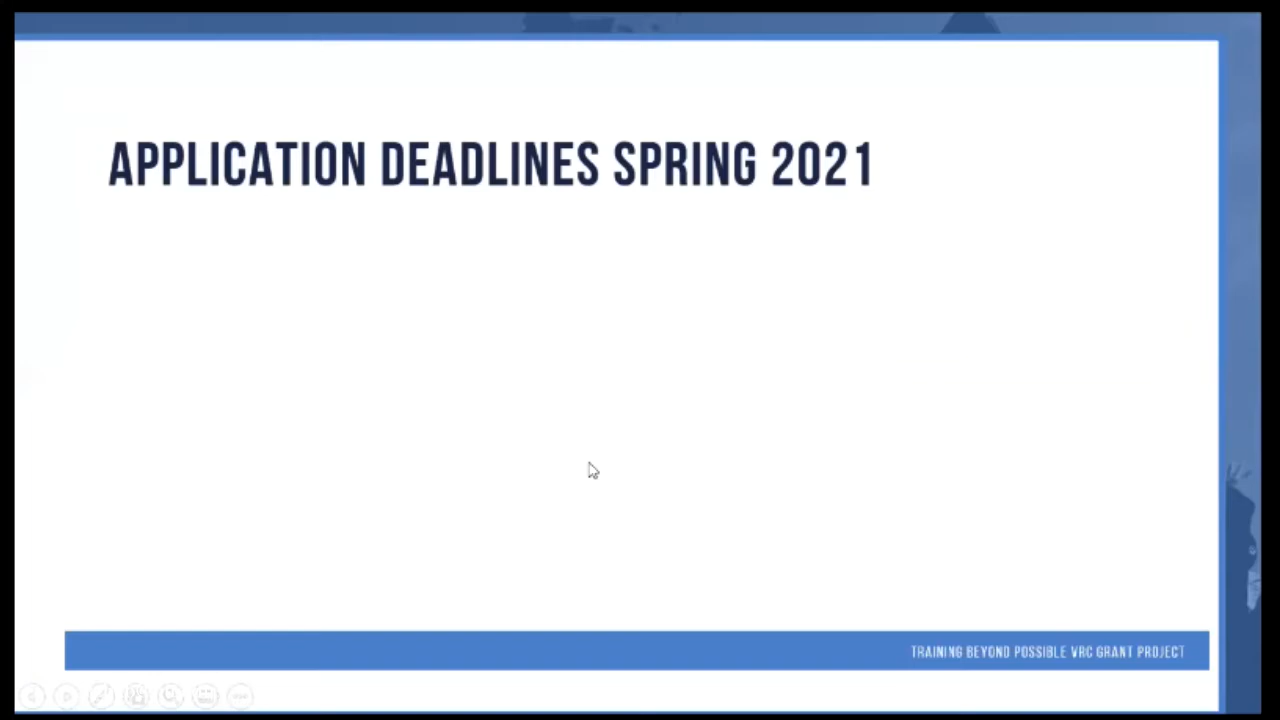 APPLICATION DEADLINES SPRING 2021
TRAINING BEYOND POSSIBLE VRC GRANT PROJECT